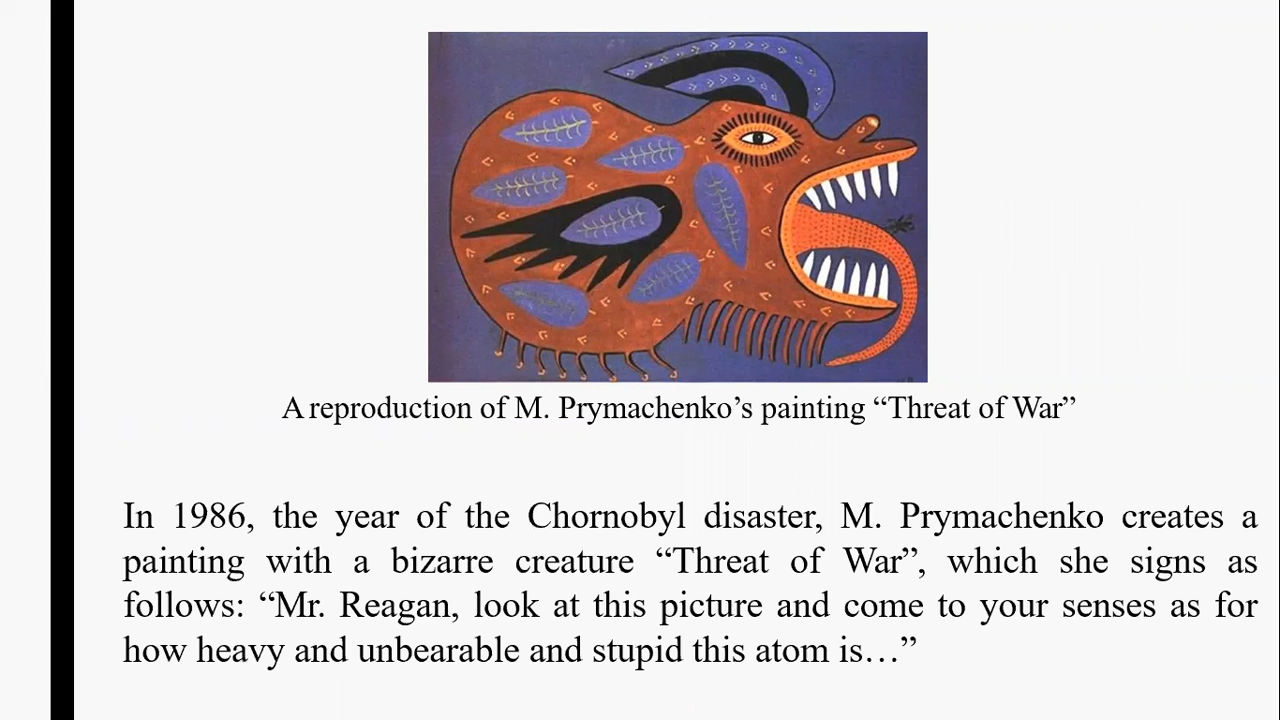 A reproduction of M. Prymachenko’s painting “Threat of War”
In 1986, the year of the Chornobyl disaster, M. Prymachenko creates a
painting with a bizarre creature “Threat of War”, which she signs as
follows: “Mr. Reagan, look at this picture and come to your senses as for
how heavy and unbearable and stupid this atom is…”